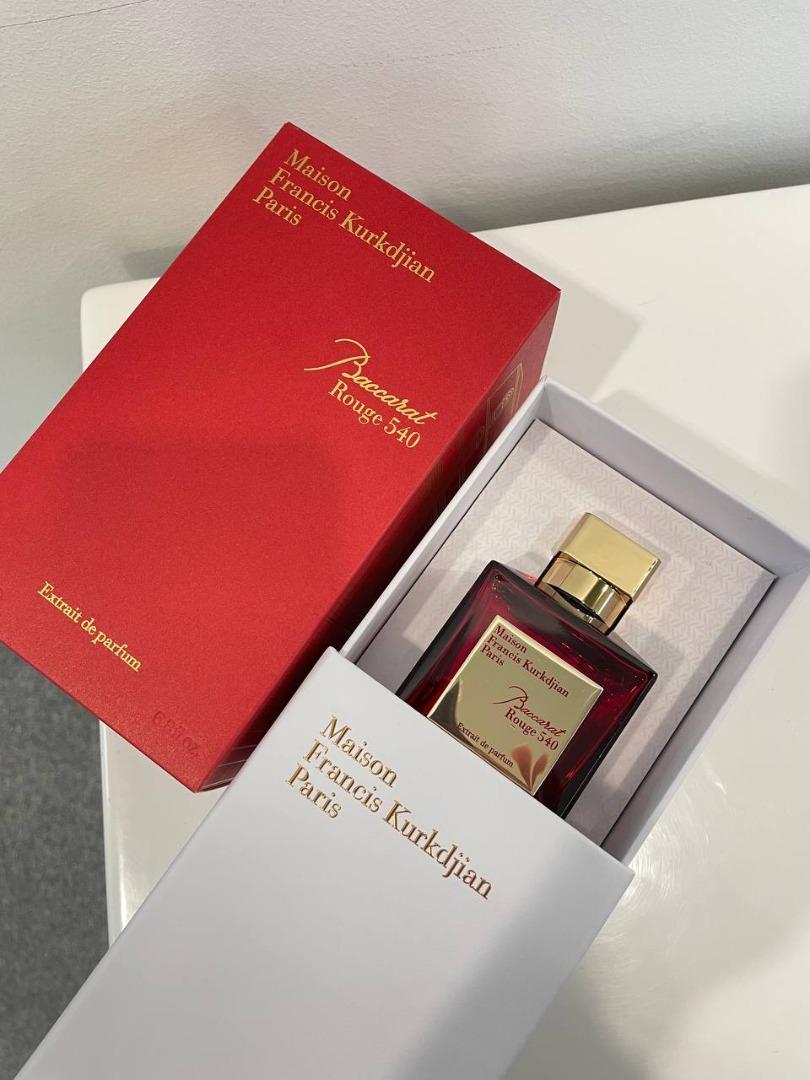 Maison
Francis Kurkdjian
Paris
Baccarat
Rouge 540
Extrait de parfum
Maison
Francis Kurkdjian
Paris
Baccarat
Rouge 540
Extrait de parfum
Maison
Francis Kurkdjian
Paris